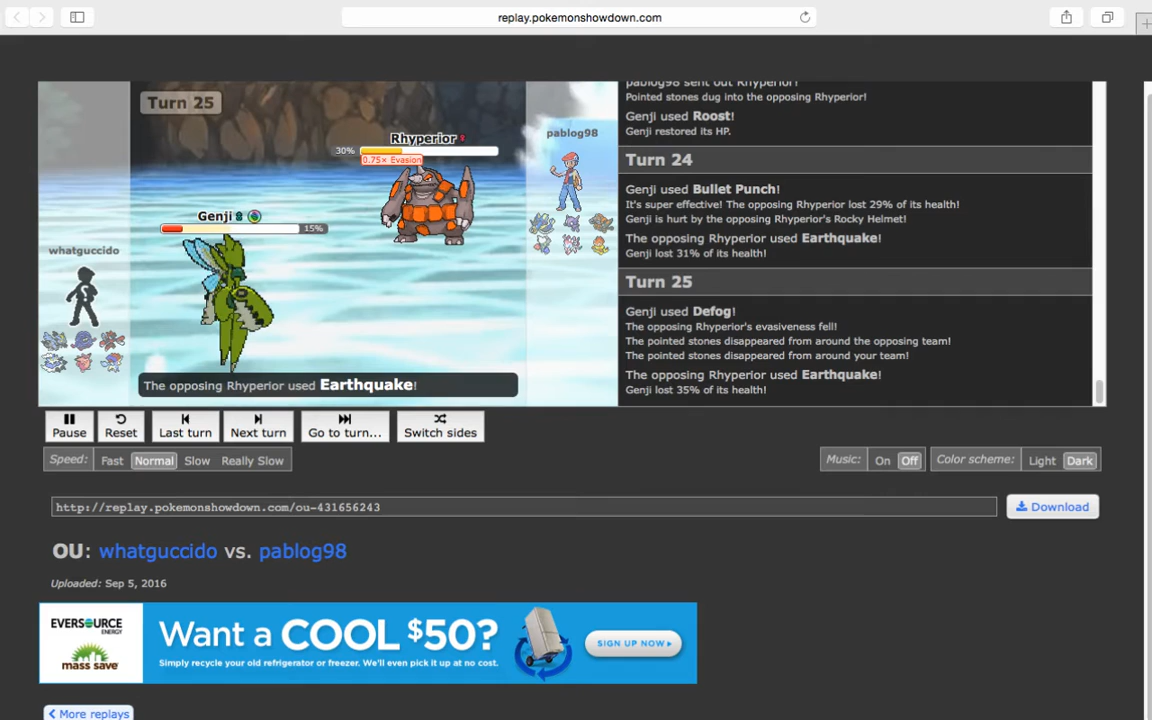 replay.pokemonshowdown.com
Turn 25
Rhyperior
30%
0.75× Evasion
Genji
15%
whatguccido
pablog98
The opposing Rhyperior used Earthquake!
pablog98 sent out Rhyperior!
Pointed stones dug into the opposing Rhyperior!
Genji used Roost!
Genji restored its HP.
Turn 24
Genji used Bullet Punch!
It's super effective! The opposing Rhyperior lost 29% of its health!
Genji is hurt by the opposing Rhyperior's Rocky Helmet!
The opposing Rhyperior used Earthquake!
Genji lost 31% of its health!
Turn 25
Genji used Defog!
The opposing Rhyperior's evasiveness fell!
The pointed stones disappeared from around the opposing team!
The pointed stones disappeared from around your team!
The opposing Rhyperior used Earthquake!
Genji lost 35% of its health!
Pause Reset Last turn Next turn Go to turn... Switch sides
Speed: Fast Normal Slow Really Slow Music: On Off Color scheme: Light Dark
http://replay.pokemonshowdown.com/ou-431656243 Download
OU: whatguccido vs. pablog98
Uploaded: Sep 5, 2016
EVERSOURCE
ENERGY
mass save
Want a COOL $50?
Simply recycle your old refrigerator or freezer. We'll even pick it up at no cost.
SIGN UP NOW
More replays